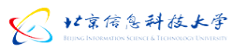 北京信息科技大学
BEIJING INFORMATION SCIENCE & TECHNOLOGY UNIVERSITY